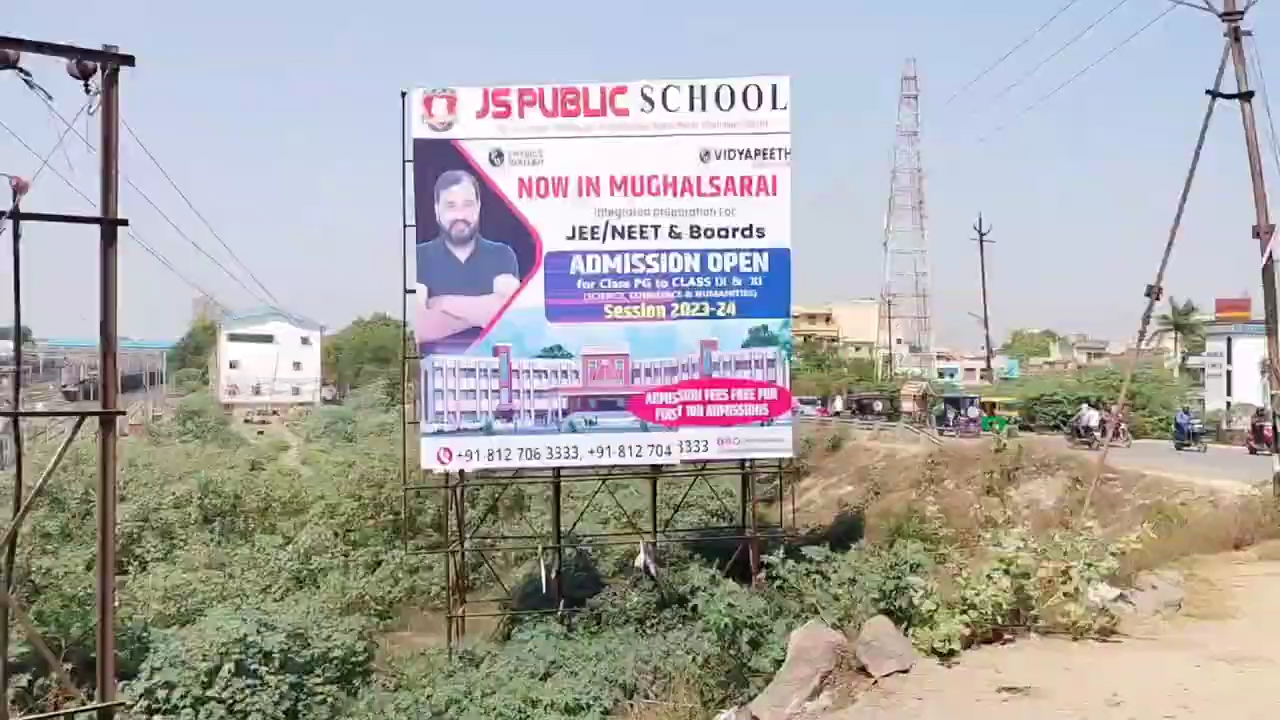 JS PUBLIC SCHOOL
PHYSICS WALLAH
VIDYAPEETH
NOW IN MUGHALSARAI
Integrated preparation For
JEE/NEET & Boards
ADMISSION OPEN
for Class PG to CLASS IX & XI
(SCIENCE, COMMERCE & HUMANITIES)
Session 2023-24
ADMISSION FEES FREE FOR
FIRST 100 ADMISSIONS
+91-812 706 3333, +91-812 704 3333